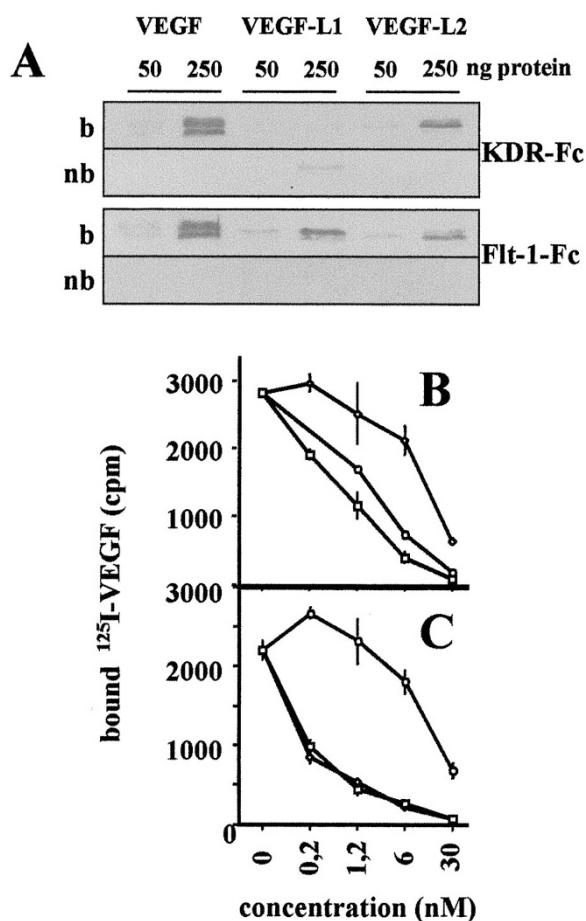 VEGF VEGF-L1 VEGF-L2
A
50 250 50 250 50 250 ng protein
b
KDR-Fc
nb
b
Flt-1-Fc
nb
B
3000
2000
1000
bound ¹²⁵I-VEGF (cpm)
C
3000
2000
1000
0
0 0,2 1,2 6 30
concentration (nM)